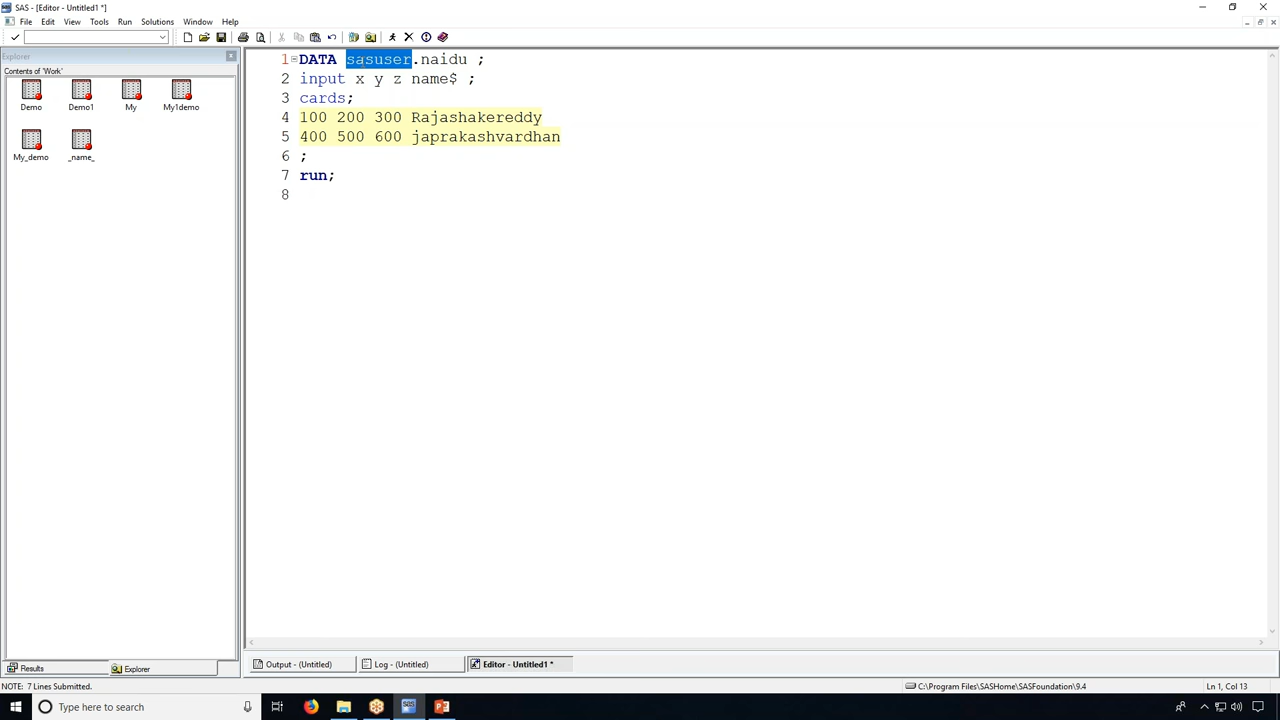 SAS - [Editor - Untitled1 *]
File Edit View Tools Run Solutions Window Help
Explorer
Contents of 'Work'
Demo Demo1 My My1demo
My_demo _name_
1 DATA sasuser.naidu ;
2 input x y z name$ ;
3 cards;
4 100 200 300 Rajashakereddy
5 400 500 600 japrakashvardhan
6 ;
7 run;
8
Results Explorer
Output - (Untitled) Log - (Untitled) Editor - Untitled1 *
NOTE: 7 Lines Submitted. C:\Program Files\SASHome\SASFoundation\9.4 Ln 1, Col 13
Type here to search